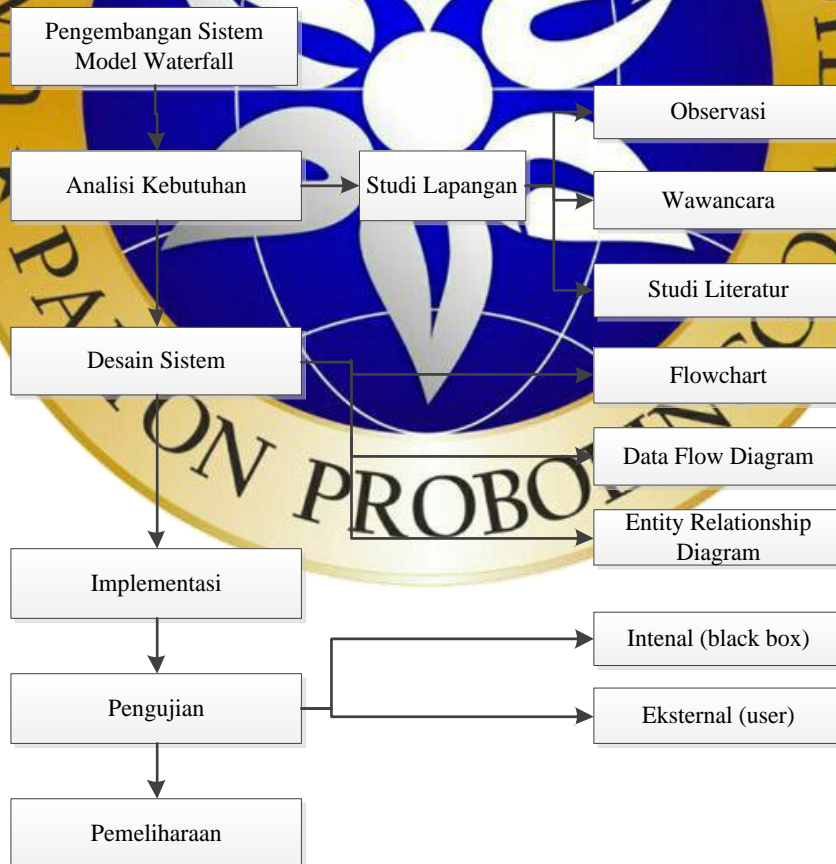 Pengembangan Sistem
Model Waterfall
Observasi
Analisi Kebutuhan
Studi Lapangan
Wawancara
Studi Literatur
Desain Sistem
Flowchart
Data Flow Diagram
Entity Relationship
Diagram
Implementasi
Intenal (black box)
Pengujian
Eksternal (user)
Pemeliharaan